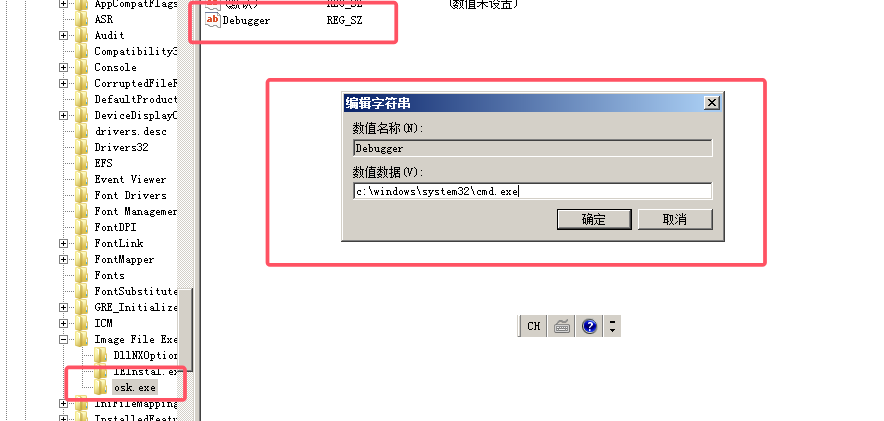 AppCompatFlags
ASR
Audit
Compatibility3
Console
CorruptedFileR
DefaultProduct
DeviceDisplayO
drivers.desc
Drivers32
EFS
Event Viewer
Font Drivers
Font Managemen
FontDPI
FontLink
FontMapper
Fonts
FontSubstitute
GRE_Initialize
ICM
Image File Exe
DllNXOption
IEInstal.ex
osk.exe
IniFileMapping
InstalledFeatu
(默认) REG_SZ (数值未设置)
ab Debugger REG_SZ
编辑字符串
数值名称(N):
Debugger
数值数据(V):
c:\windows\system32\cmd.exe
确定 取消
CH